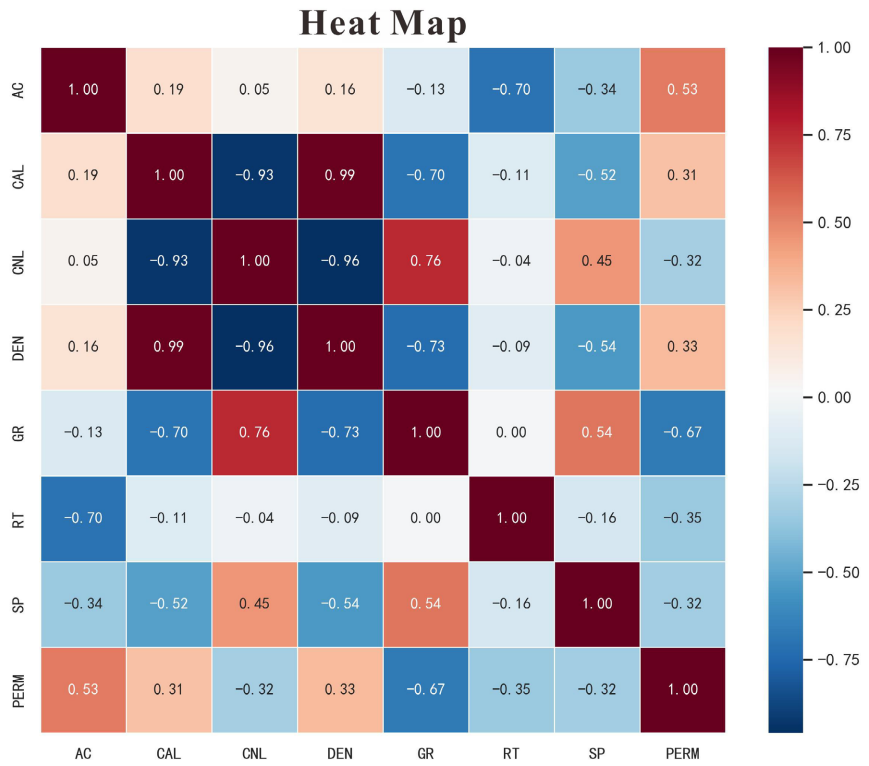 Heat Map
AC 1.00 0.19 0.05 0.16 -0.13 -0.70 -0.34 0.53
CAL 0.19 1.00 -0.93 0.99 -0.70 -0.11 -0.52 0.31
CNL 0.05 -0.93 1.00 -0.96 0.76 -0.04 0.45 -0.32
DEN 0.16 0.99 -0.96 1.00 -0.73 -0.09 -0.54 0.33
GR -0.13 -0.70 0.76 -0.73 1.00 0.00 0.54 -0.67
RT -0.70 -0.11 -0.04 -0.09 0.00 1.00 -0.16 -0.35
SP -0.34 -0.52 0.45 -0.54 0.54 -0.16 1.00 -0.32
PERM 0.53 0.31 -0.32 0.33 -0.67 -0.35 -0.32 1.00
AC CAL CNL DEN GR RT SP PERM
1.00
0.75
0.50
0.25
0.00
-0.25
-0.50
-0.75